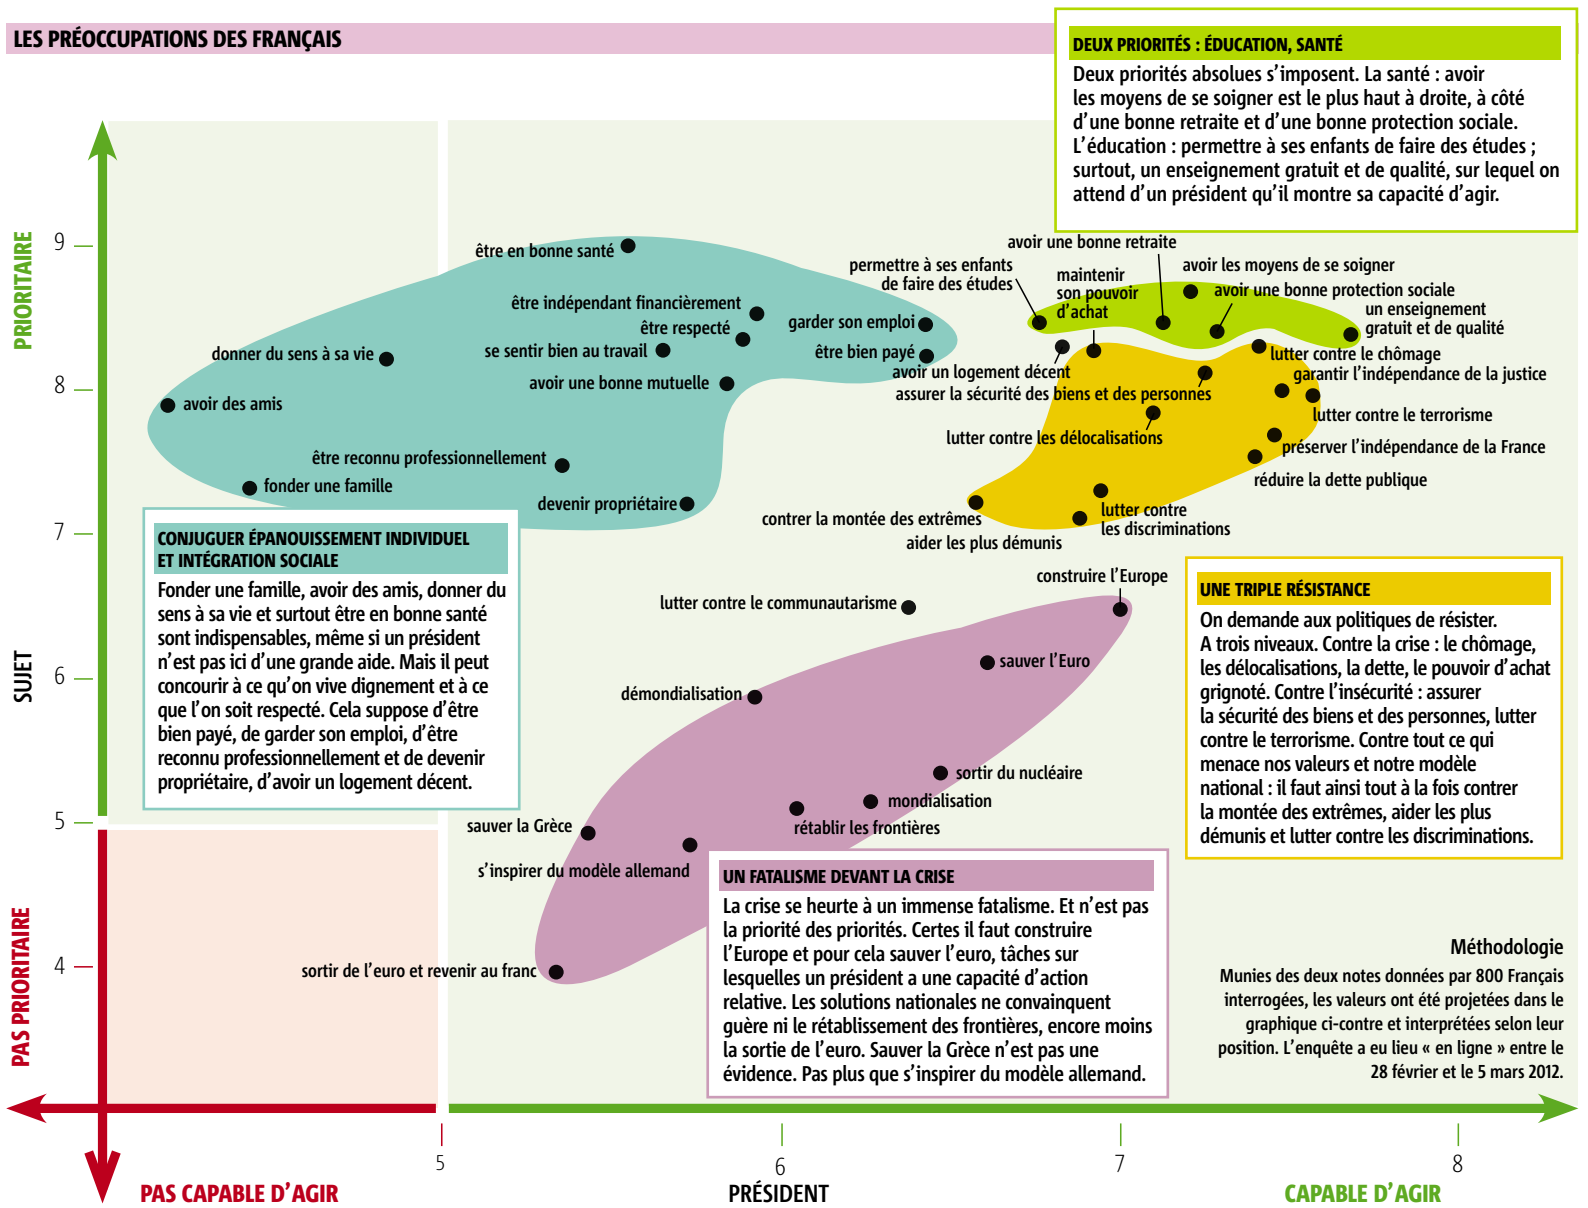 LES PRÉOCCUPATIONS DES FRANÇAIS
DEUX PRIORITÉS : ÉDUCATION, SANTÉ
Deux priorités absolues s’imposent. La santé : avoir
les moyens de se soigner est le plus haut à droite, à côté
d’une bonne retraite et d’une bonne protection sociale.
L’éducation : permettre à ses enfants de faire des études ;
surtout, un enseignement gratuit et de qualité, sur lequel on
attend d’un président qu’il montre sa capacité d’agir.
PRIORITAIRE
SUJET
PAS PRIORITAIRE
9
8
7
6
5
4
être en bonne santé
être indépendant financièrement
être respecté
se sentir bien au travail
garder son emploi
être bien payé
donner du sens à sa vie
avoir une bonne mutuelle
avoir des amis
être reconnu professionnellement
fonder une famille
devenir propriétaire
avoir une bonne retraite
permettre à ses enfants
de faire des études
maintenir
son pouvoir
d’achat
avoir les moyens de se soigner
avoir une bonne protection sociale
un enseignement
gratuit et de qualité
avoir un logement décent
lutter contre le chômage
garantir l’indépendance de la justice
assurer la sécurité des biens et des personnes
lutter contre le terrorisme
lutter contre les délocalisations
préserver l’indépendance de la France
réduire la dette publique
contrer la montée des extrêmes
lutter contre
les discriminations
aider les plus démunis
CONJUGUER ÉPANOUISSEMENT INDIVIDUEL
ET INTÉGRATION SOCIALE
Fonder une famille, avoir des amis, donner du
sens à sa vie et surtout être en bonne santé
sont indispensables, même si un président
n’est pas ici d’une grande aide. Mais il peut
concourir à ce qu’on vive dignement et à ce
que l’on soit respecté. Cela suppose d’être
bien payé, de garder son emploi, d’être
reconnu professionnellement et de devenir
propriétaire, d’avoir un logement décent.
construire l’Europe
lutter contre le communautarisme
sauver l’Euro
démondialisation
sortir du nucléaire
mondialisation
rétablir les frontières
sauver la Grèce
s’inspirer du modèle allemand
sortir de l’euro et revenir au franc
UNE TRIPLE RÉSISTANCE
On demande aux politiques de résister.
A trois niveaux. Contre la crise : le chômage,
les délocalisations, la dette, le pouvoir d’achat
grignoté. Contre l’insécurité : assurer
la sécurité des biens et des personnes, lutter
contre le terrorisme. Contre tout ce qui
menace nos valeurs et notre modèle
national : il faut ainsi tout à la fois contrer
la montée des extrêmes, aider les plus
démunis et lutter contre les discriminations.
UN FATALISME DEVANT LA CRISE
La crise se heurte à un immense fatalisme. Et n’est pas
la priorité des priorités. Certes il faut construire
l’Europe et pour cela sauver l’euro, tâches sur
lesquelles un président a une capacité d’action
relative. Les solutions nationales ne convainquent
guère ni le rétablissement des frontières, encore moins
la sortie de l’euro. Sauver la Grèce n’est pas une
évidence. Pas plus que s’inspirer du modèle allemand.
Méthodologie
Munies des deux notes données par 800 Français
interrogées, les valeurs ont été projetées dans le
graphique ci-contre et interprétées selon leur
position. L’enquête a eu lieu « en ligne » entre le
28 février et le 5 mars 2012.
5
6
7
8
PAS CAPABLE D’AGIR
PRÉSIDENT
CAPABLE D’AGIR